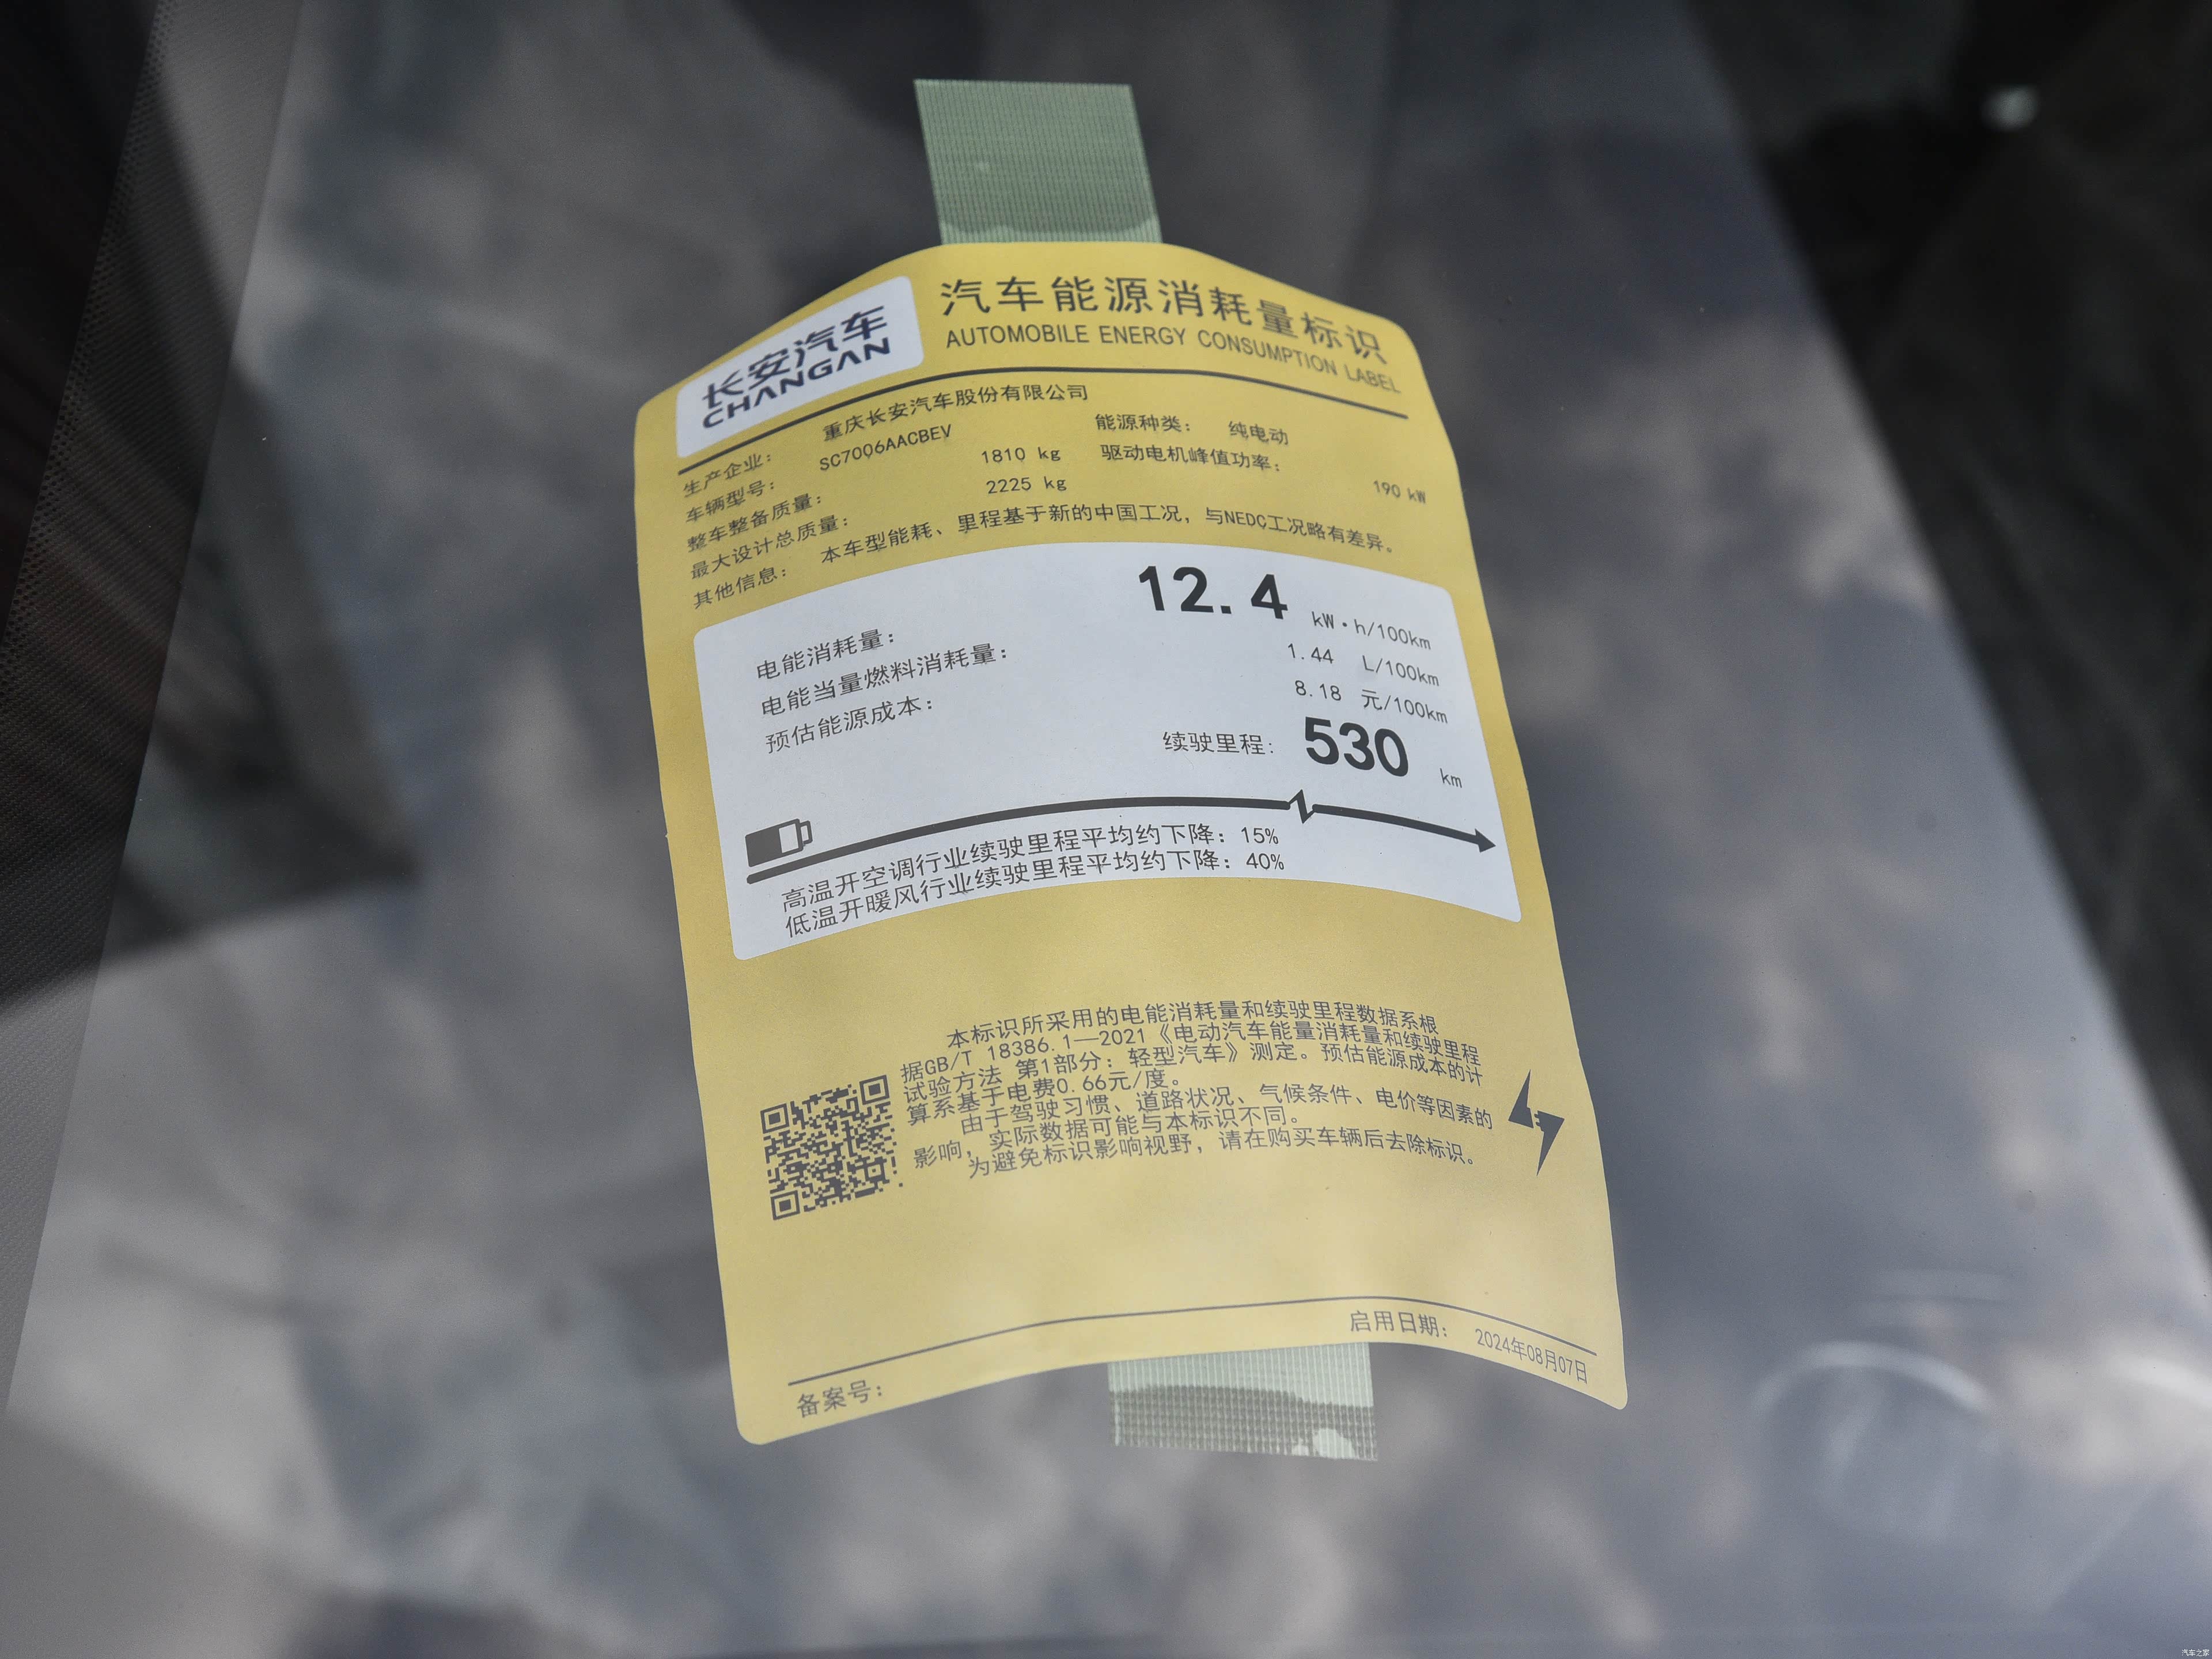 长安汽车
CHANGAN
汽车能源消耗量标识
AUTOMOBILE ENERGY CONSUMPTION LABEL
生产企业： 重庆长安汽车股份有限公司
车辆型号： SC7006AACBEV 能源种类： 纯电动
整车整备质量： 1810 kg 驱动电机峰值功率： 190 kW
最大设计总质量： 2225 kg
其他信息： 本车型能耗、里程基于新的中国工况，与NEDC工况略有差异。
电能消耗量： 12.4 kW·h/100km
电能当量燃料消耗量： 1.44 L/100km
预估能源成本： 8.18 元/100km
续驶里程： 530 km
高温开空调行业续驶里程平均约下降：15%
低温开暖风行业续驶里程平均约下降：40%
本标识所采用的电能消耗量和续驶里程数据系根
据GB/T 18386.1—2021《电动汽车能量消耗量和续驶里程
试验方法 第1部分：轻型汽车》测定。预估能源成本的计
算系基于电费0.66元/度。
由于驾驶习惯、道路状况、气候条件、电价等因素的
影响，实际数据可能与本标识不同。
为避免标识影响视野，请在购买车辆后去除标识。
备案号： 启用日期： 2024年08月07日
汽车之家